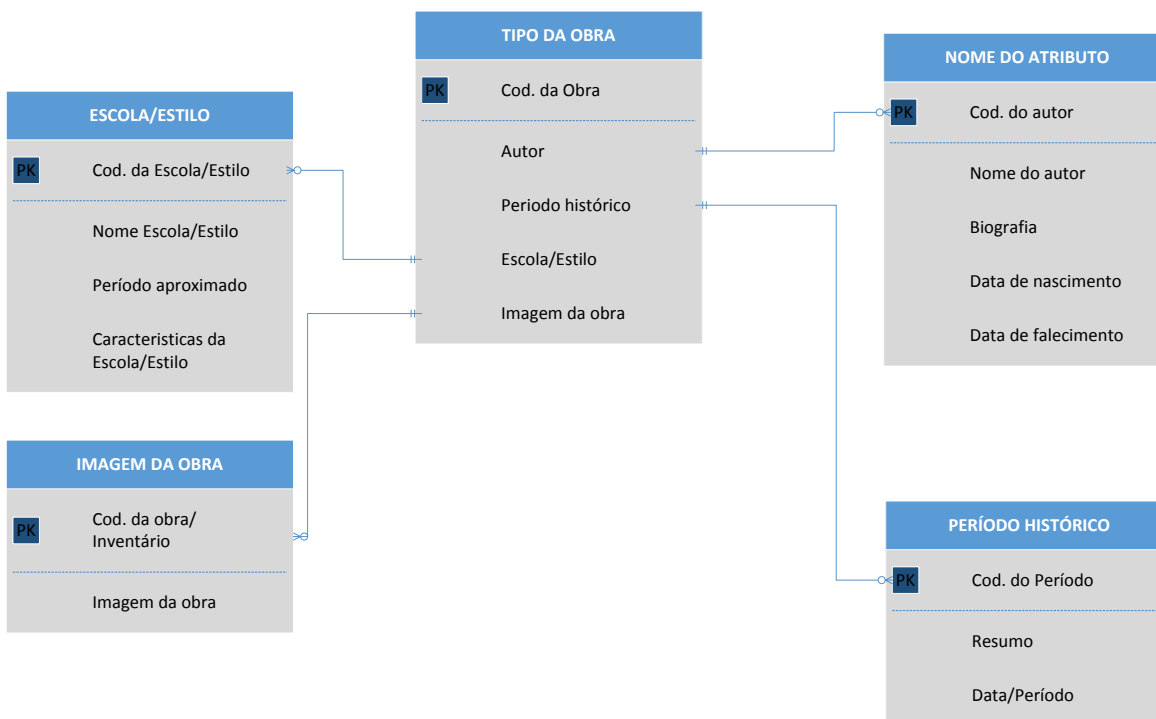 TIPO DA OBRA
PK
Cod. da Obra
Autor
Periodo histórico
Escola/Estilo
Imagem da obra
NOME DO ATRIBUTO
PK
Cod. do autor
Nome do autor
Biografia
Data de nascimento
Data de falecimento
ESCOLA/ESTILO
PK
Cod. da Escola/Estilo
Nome Escola/Estilo
Período aproximado
Caracteristicas da
Escola/Estilo
IMAGEM DA OBRA
PK
Cod. da obra/
Inventário
Imagem da obra
PERÍODO HISTÓRICO
PK
Cod. do Período
Resumo
Data/Período